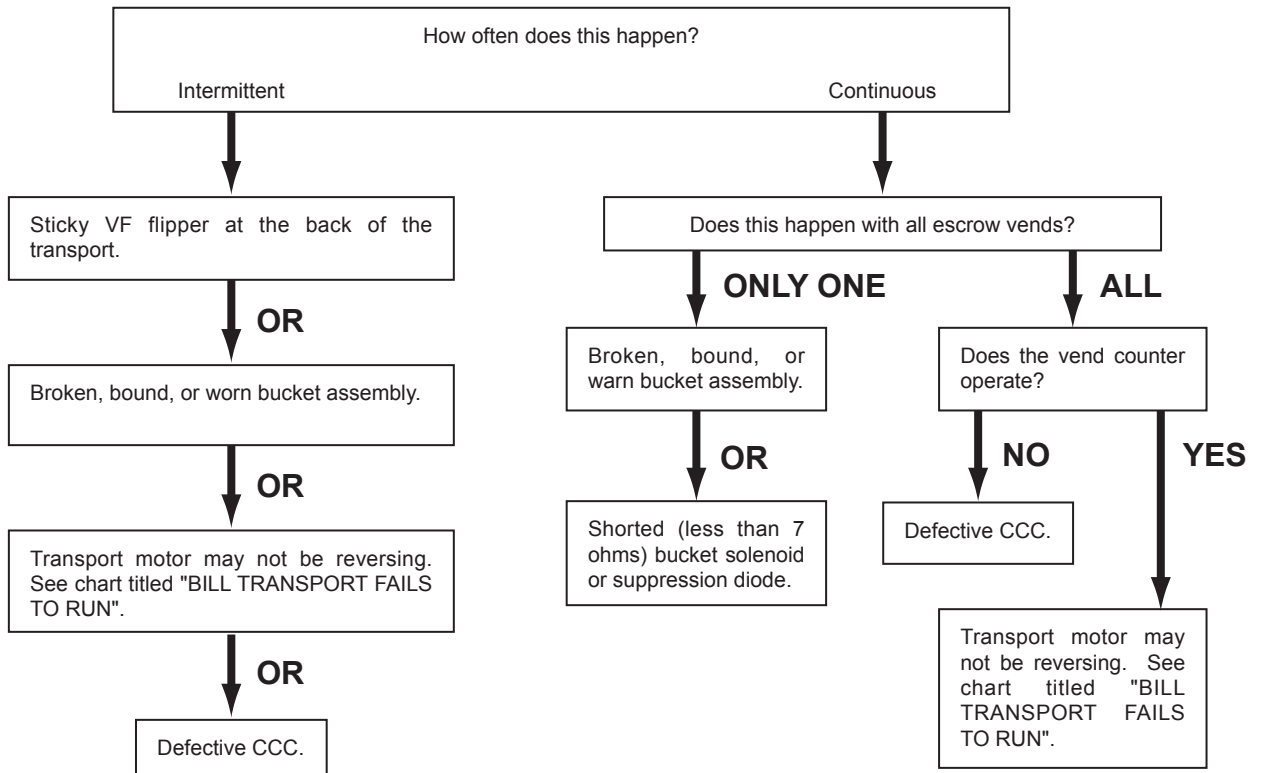 How often does this happen?
Intermittent
Continuous
Sticky VF flipper at the back of the
transport.
OR
Broken, bound, or worn bucket assembly.
OR
Transport motor may not be reversing.
See chart titled "BILL TRANSPORT FAILS
TO RUN".
OR
Defective CCC.
Does this happen with all escrow vends?
ONLY ONE
Broken, bound, or
warn bucket assembly.
OR
Shorted (less than 7
ohms) bucket solenoid
or suppression diode.
ALL
Does the vend counter
operate?
NO
Defective CCC.
YES
Transport motor may
not be reversing. See
chart titled "BILL
TRANSPORT FAILS
TO RUN".